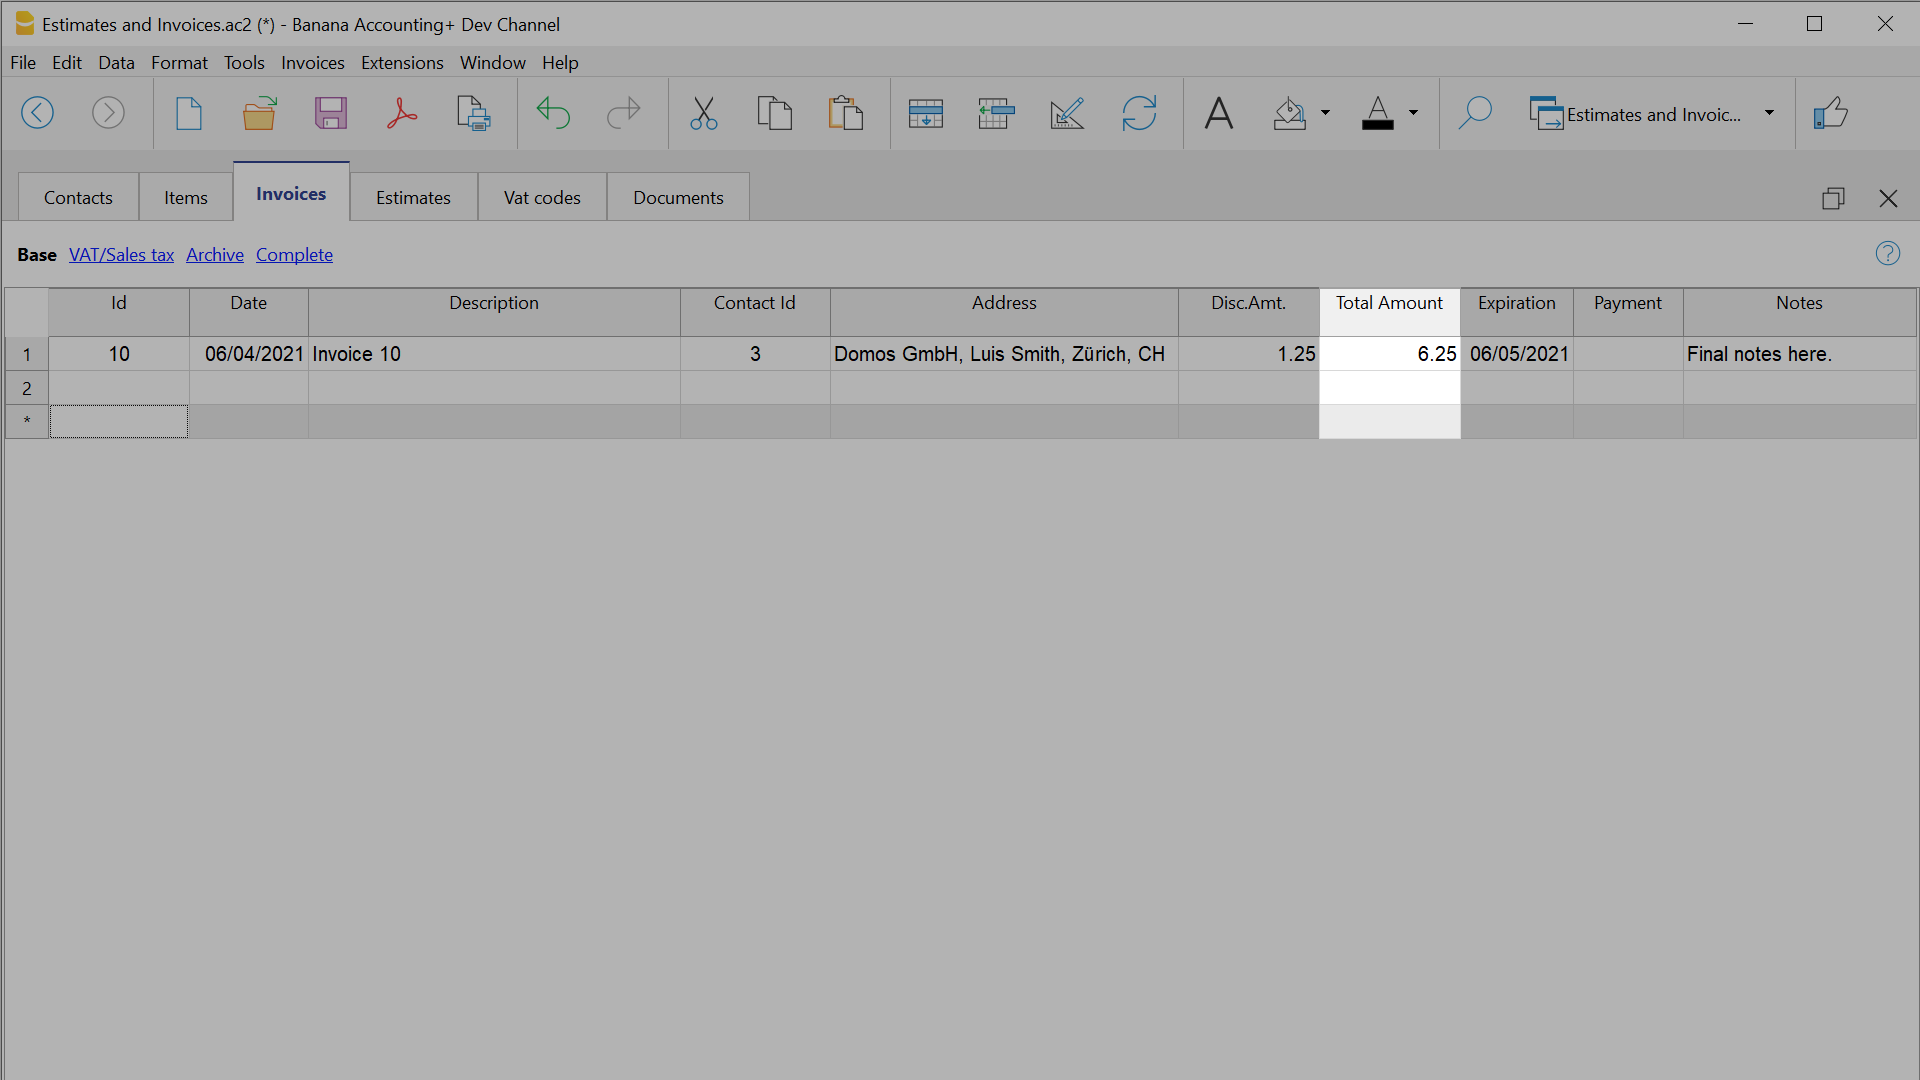 Estimates and Invoices.ac2 (*) - Banana Accounting+ Dev Channel
File Edit Data Format Tools Invoices Extensions Window Help
Estimates and Invoic...
Contacts Items Invoices Estimates Vat codes Documents
Base VAT/Sales tax Archive Complete
Id Date Description Contact Id Address Disc.Amt. Total Amount Expiration Payment Notes
1 10 06/04/2021 Invoice 10 3 Domos GmbH, Luis Smith, Zürich, CH 1.25 6.25 06/05/2021 Final notes here.
2
*